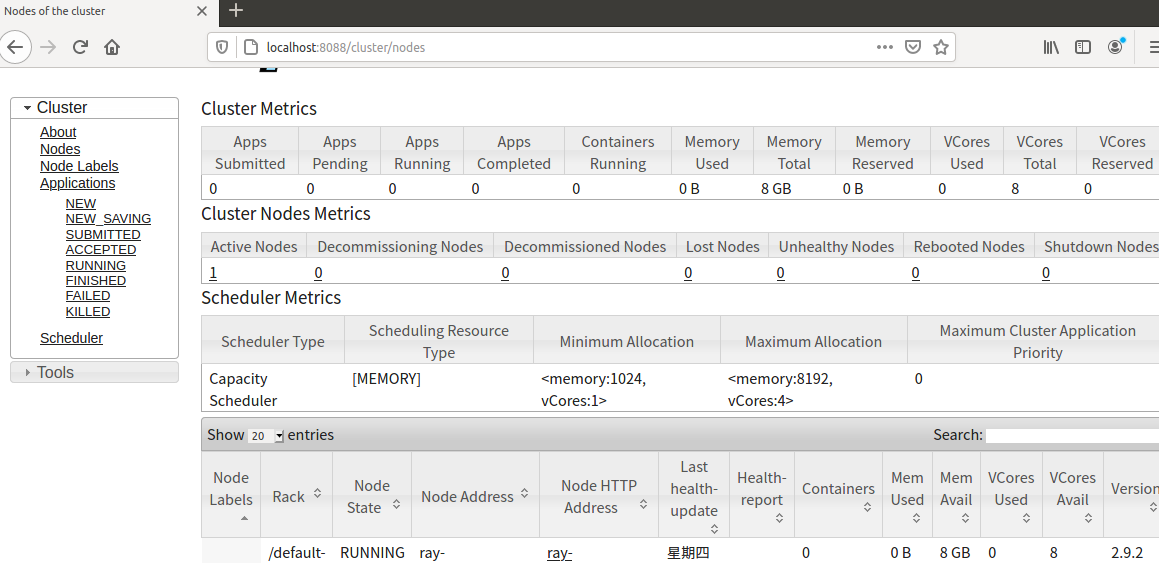 Nodes of the cluster
localhost:8088/cluster/nodes
Cluster
About
Nodes
Node Labels
Applications
NEW
NEW_SAVING
SUBMITTED
ACCEPTED
RUNNING
FINISHED
FAILED
KILLED
Scheduler
Tools
Cluster Metrics
Apps Apps Apps Apps Containers Memory Memory Memory VCores VCores VCores
Submitted Pending Running Completed Running Used Total Reserved Used Total Reserved
0 0 0 0 0 0 B 8 GB 0 B 0 8 0
Cluster Nodes Metrics
Active Nodes Decommissioning Nodes Decommissioned Nodes Lost Nodes Unhealthy Nodes Rebooted Nodes Shutdown Nodes
1 0 0 0 0 0 0
Scheduler Metrics
Scheduler Type Scheduling Resource Type Minimum Allocation Maximum Allocation Maximum Cluster Application Priority
Capacity [MEMORY] <memory:1024, <memory:8192, 0
Scheduler vCores:1> vCores:4>
Show 20 entries Search:
Node Labels Rack Node State Node Address Node HTTP Address Last health-update Health-report Containers Mem Used Mem Avail VCores Used VCores Avail Version
/default- RUNNING ray- ray- 星期四 0 0 B 8 GB 0 8 2.9.2